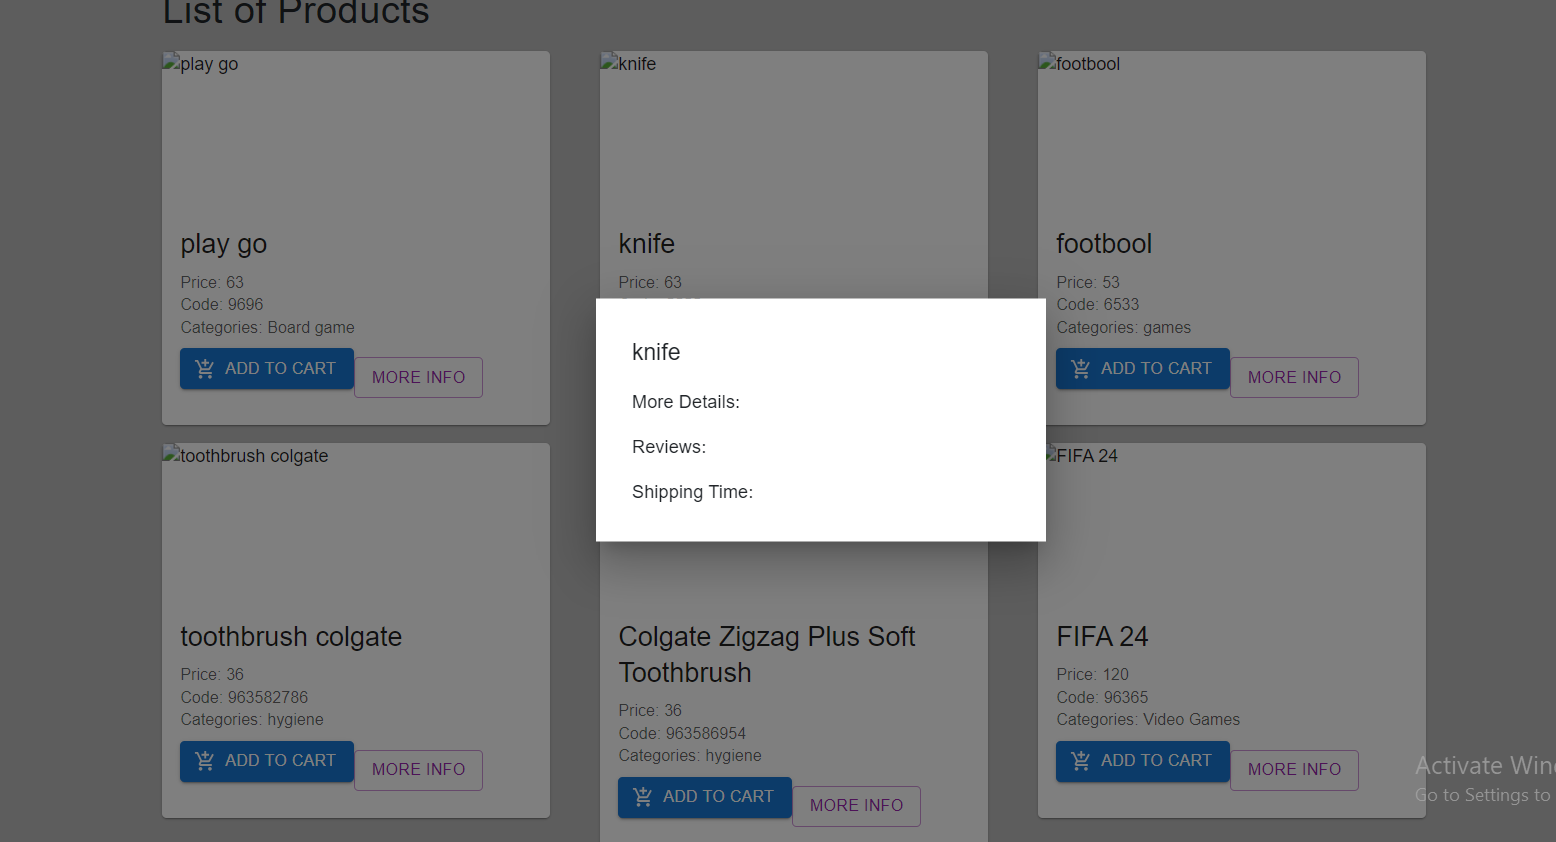 List of Products
play go
knife
footbool
play go
Price: 63
Code: 9696
Categories: Board game
ADD TO CART
MORE INFO
knife
Price: 63
footbool
Price: 53
Code: 6533
Categories: games
ADD TO CART
MORE INFO
knife
More Details:
Reviews:
Shipping Time:
toothbrush colgate
FIFA 24
toothbrush colgate
Price: 36
Code: 963582786
Categories: hygiene
ADD TO CART
MORE INFO
Colgate Zigzag Plus Soft
Toothbrush
Price: 36
Code: 963586954
Categories: hygiene
ADD TO CART
MORE INFO
FIFA 24
Price: 120
Code: 96365
Categories: Video Games
ADD TO CART
MORE INFO
Activate
Go to Settings to